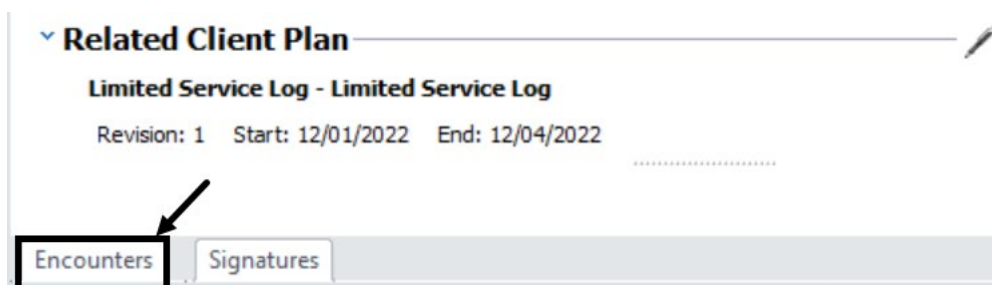 Related Client Plan
Limited Service Log - Limited Service Log
Revision: 1 Start: 12/01/2022 End: 12/04/2022
Encounters Signatures